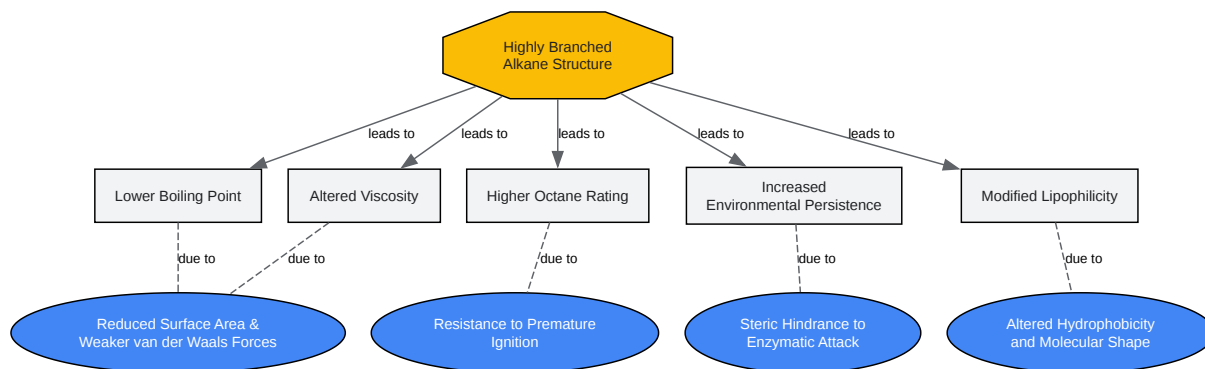 Highly Branched
Alkane Structure
leads to
leads to
leads to
leads to
leads to
Lower Boiling Point
Altered Viscosity
Higher Octane Rating
Increased
Environmental Persistence
Modified Lipophilicity
due to
due to
due to
due to
due to
Reduced Surface Area &
Weaker van der Waals Forces
Resistance to Premature
Ignition
Steric Hindrance to
Enzymatic Attack
Altered Hydrophobicity
and Molecular Shape